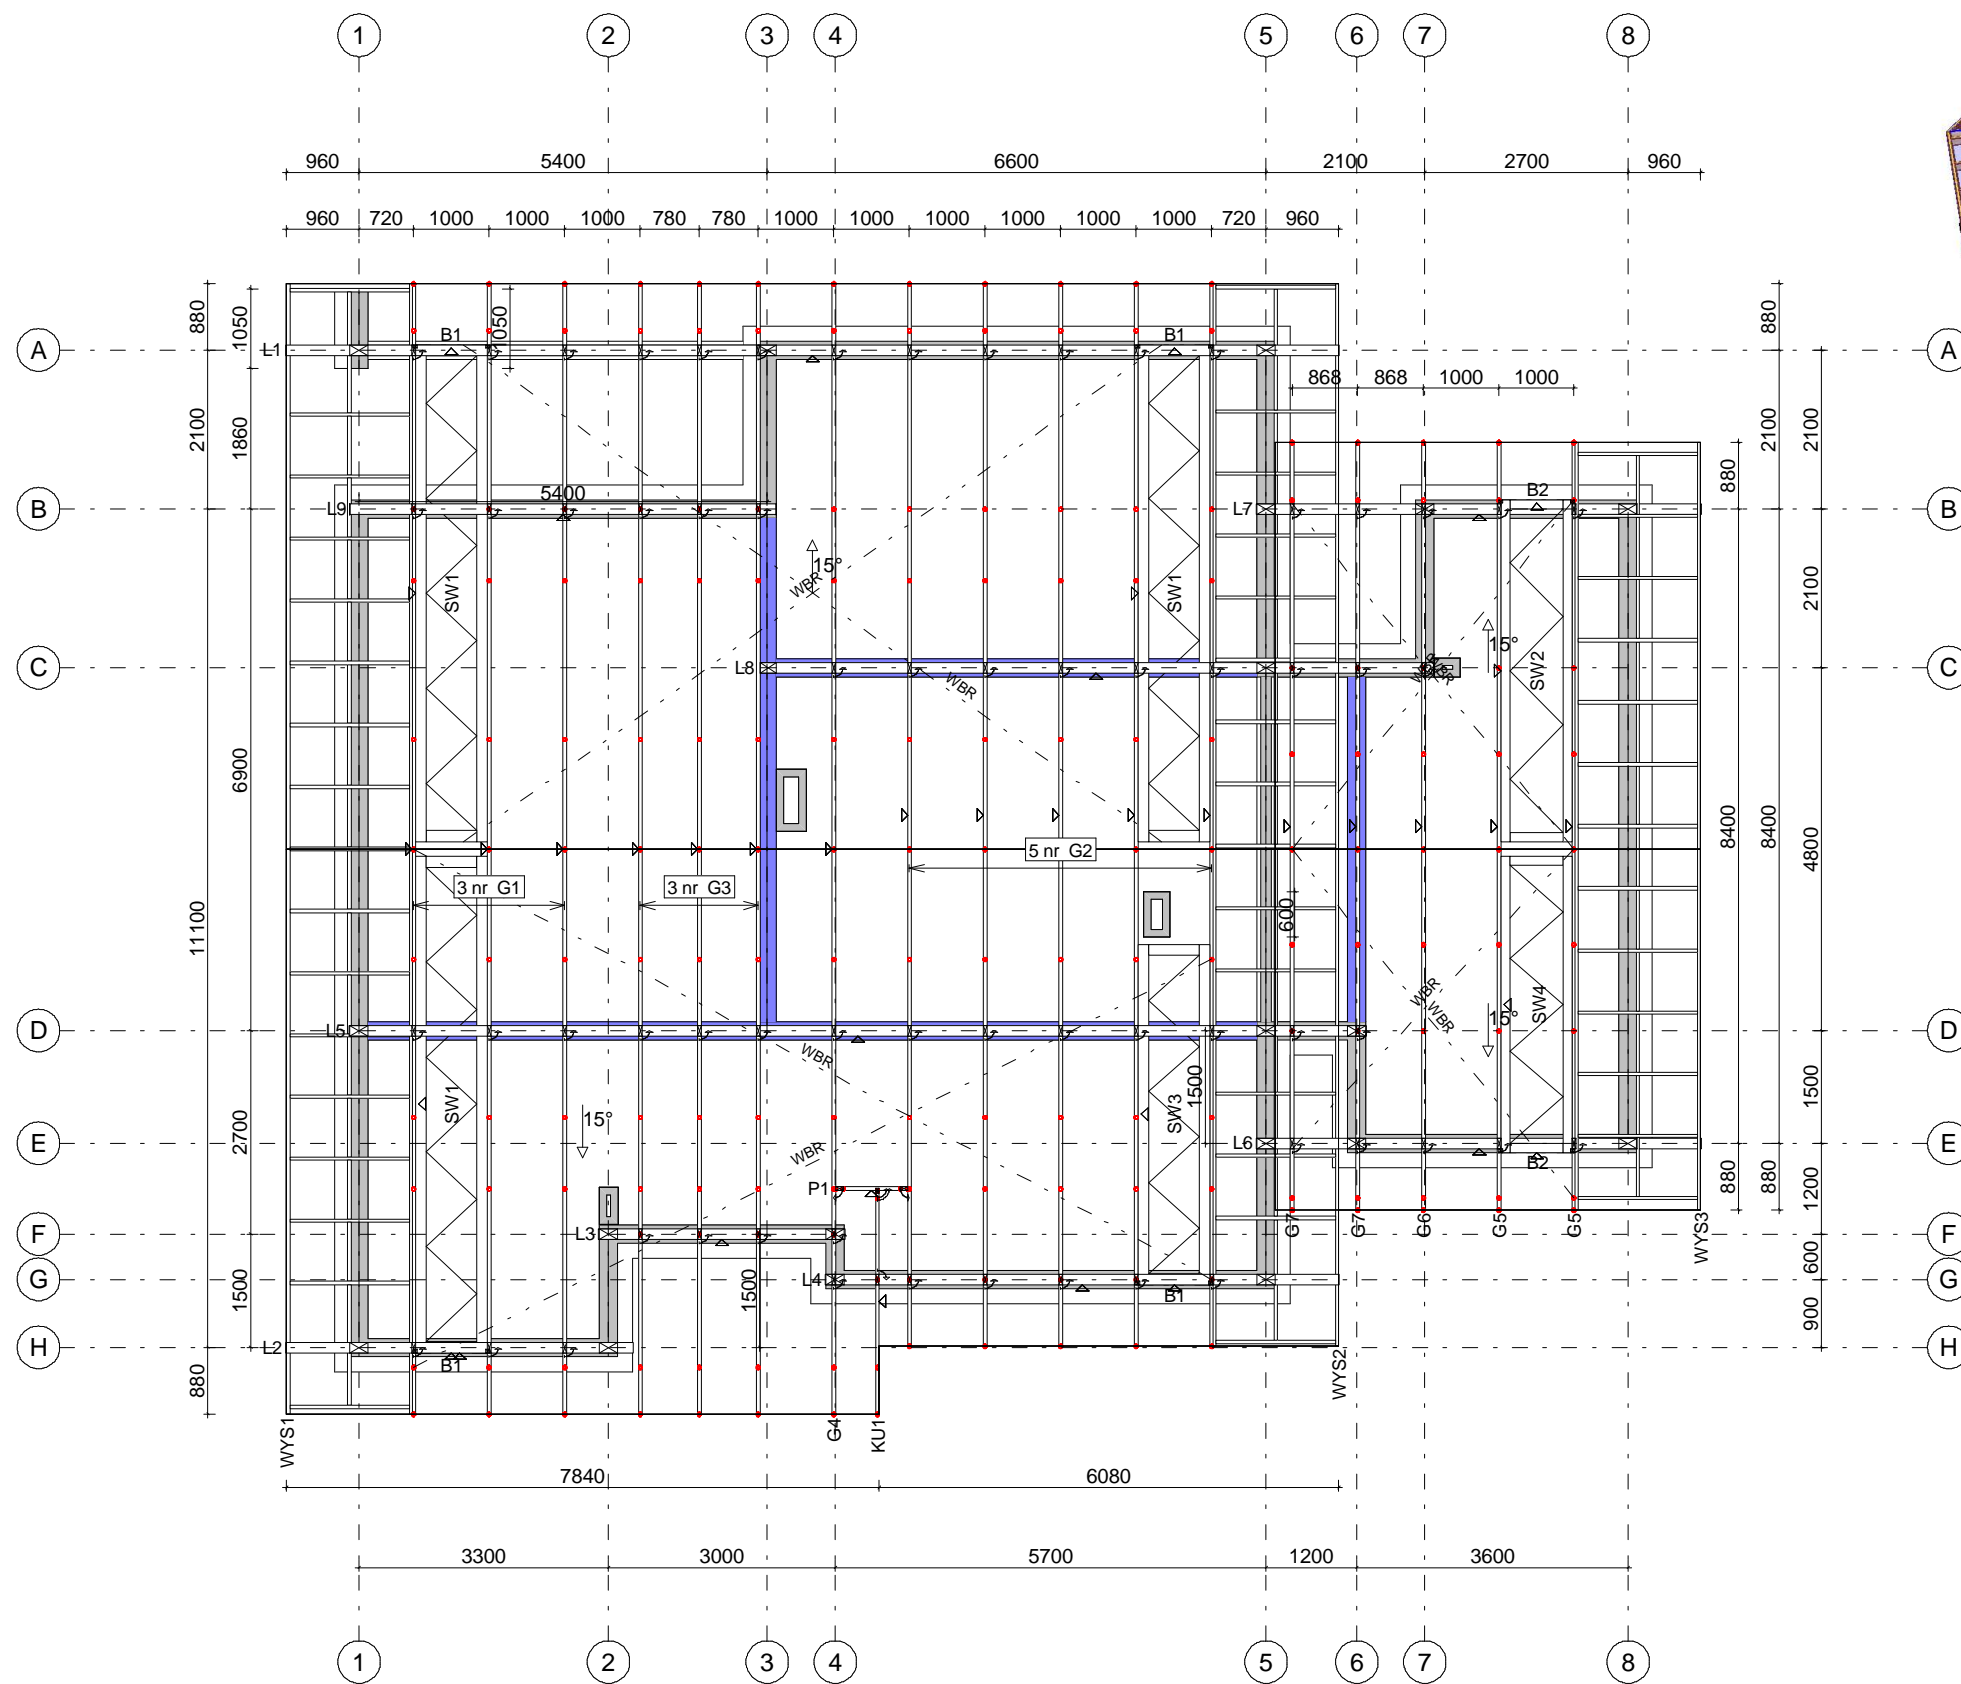 1 2 3 4 5 6 7 8
960 5400 6600 2100 2700 960
960 720 1000 1000 1000 780 780 1000 1000 1000 1000 1000 1000 720 960
880 1050 1050 880
A L1 B1 B1 A
868 868 1000 1000
2100 1860 2100 2100
880
B L9 5400 L7 B2 B
SW1 WBR 15° SW1 15° 2100
C L8 WBR SW2 WBR WBR C
6900 8400 8400 4800
5 nr G2
3 nr G1 3 nr G3
11100 600
WBR WBR SW4 15°
D L5 WBR D
SW1 15° 1500 SW3 1500
E 2700 WBR L6 B2 E
P1 880 880 1200
F L3 G7 G7 G6 G5 G5 WYS3 F
G 1500 1500 L4 B1 600 G
900
H L2 B1 H
880 WYS1 G4 KU1 WYS2
7840 6080
3300 3000 5700 1200 3600
1 2 3 4 5 6 7 8